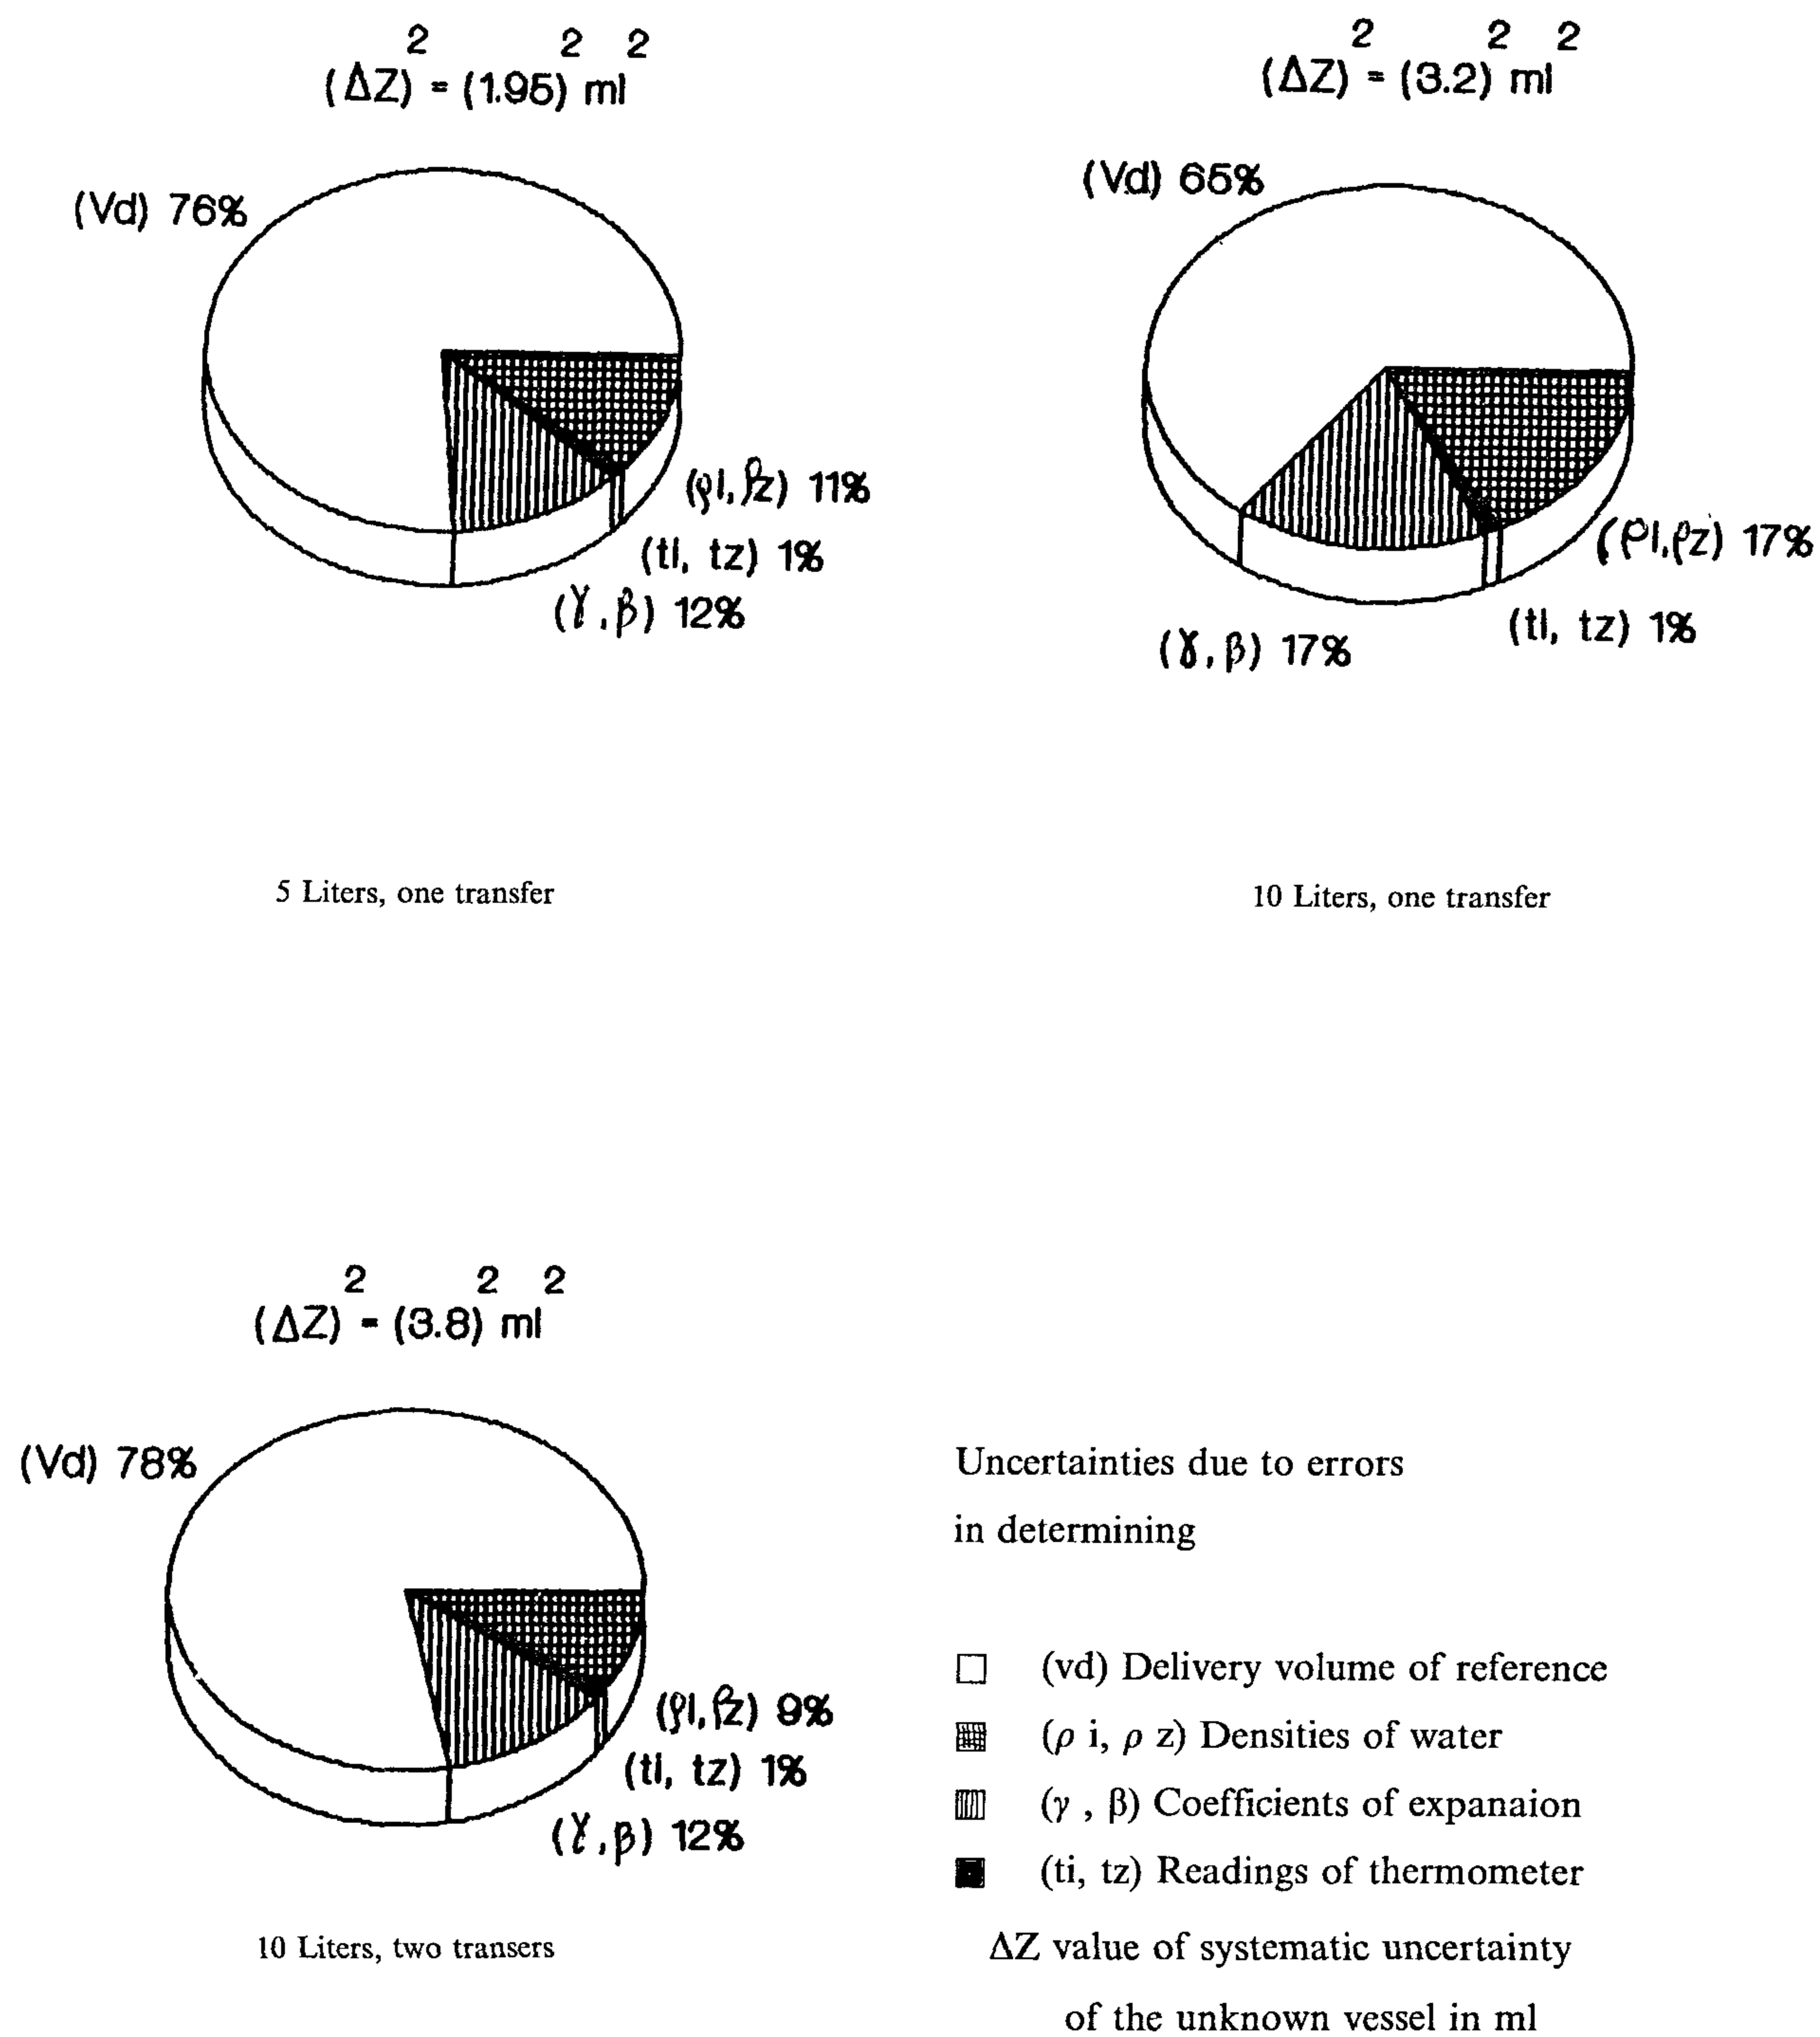 (ΔZ)² = (1.95)² ml²
(Vd) 76%
(ρl, ρz) 11%
(tl, tz) 1%
(γ, β) 12%
5 Liters, one transfer
(ΔZ)² = (3.2)² ml²
(Vd) 65%
(ρl, ρz) 17%
(tl, tz) 1%
(γ, β) 17%
10 Liters, one transfer
(ΔZ)² = (3.8)² ml²
(Vd) 78%
(ρl, ρz) 9%
(tl, tz) 1%
(γ, β) 12%
10 Liters, two transers
Uncertainties due to errors
in determining
(vd) Delivery volume of reference
(ρ i, ρ z) Densities of water
(γ , β) Coefficients of expanaion
(ti, tz) Readings of thermometer
ΔZ value of systematic uncertainty
of the unknown vessel in ml